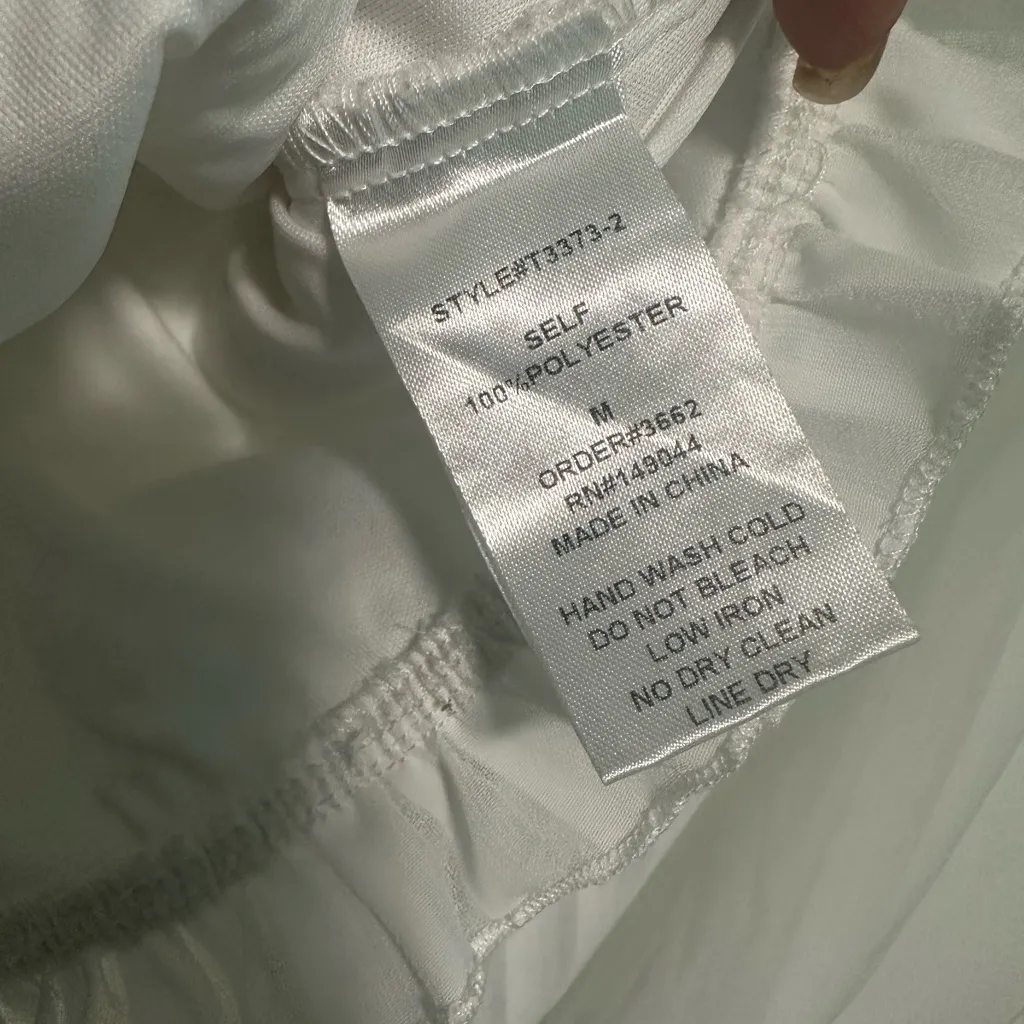 STYLE#T3373-2
SELF
100%POLYESTER
M
ORDER#3662
RN#149044
MADE IN CHINA
HAND WASH COLD
DO NOT BLEACH
LOW IRON
NO DRY CLEAN
LINE DRY